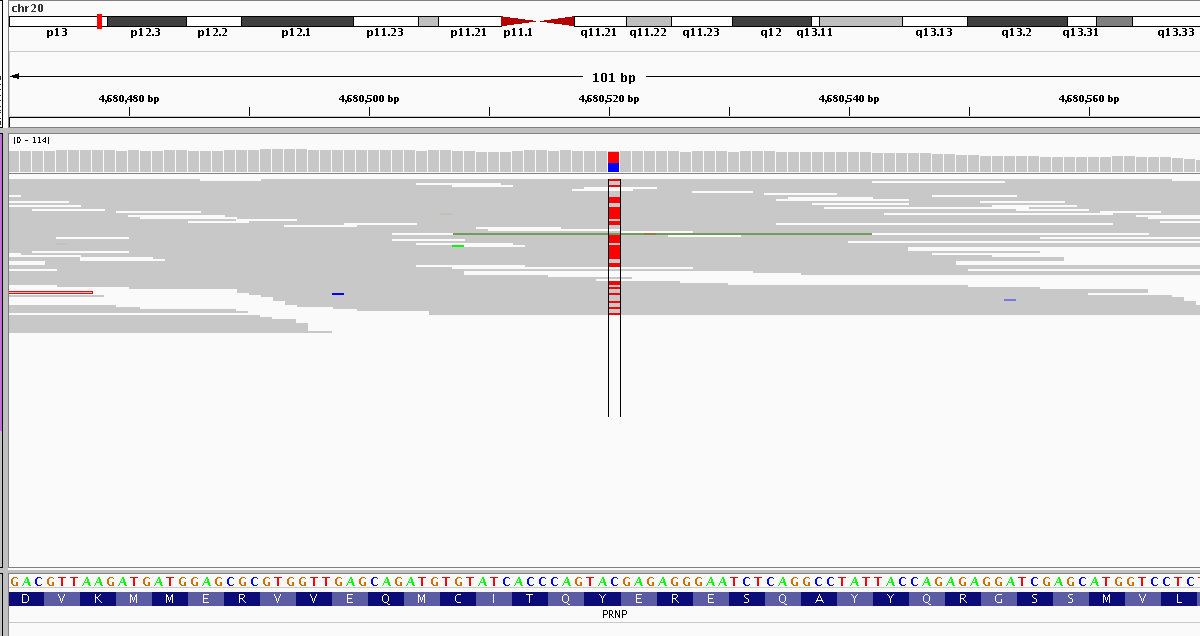 chr20
p13 p12.3 p12.2 p12.1 p11.23 p11.21 p11.1 q11.21 q11.22 q11.23 q12 q13.11 q13.13 q13.2 q13.31 q13.33
101 bp
4,680,480 bp 4,680,500 bp 4,680,520 bp 4,680,540 bp 4,680,560 bp
[0 - 114]
GACGTTAAGATGATGGAGCGCGTGGTTGAGCAGATGTGTATCACCCAGTACGAGAGGGAATCTCAGGCCTATTACCAGAGAGGATCGAGCATGGTCCTC
D V K M M E R V V E Q M C I T Q Y E R E S Q A Y Y Q R G S S M V L
PRNP